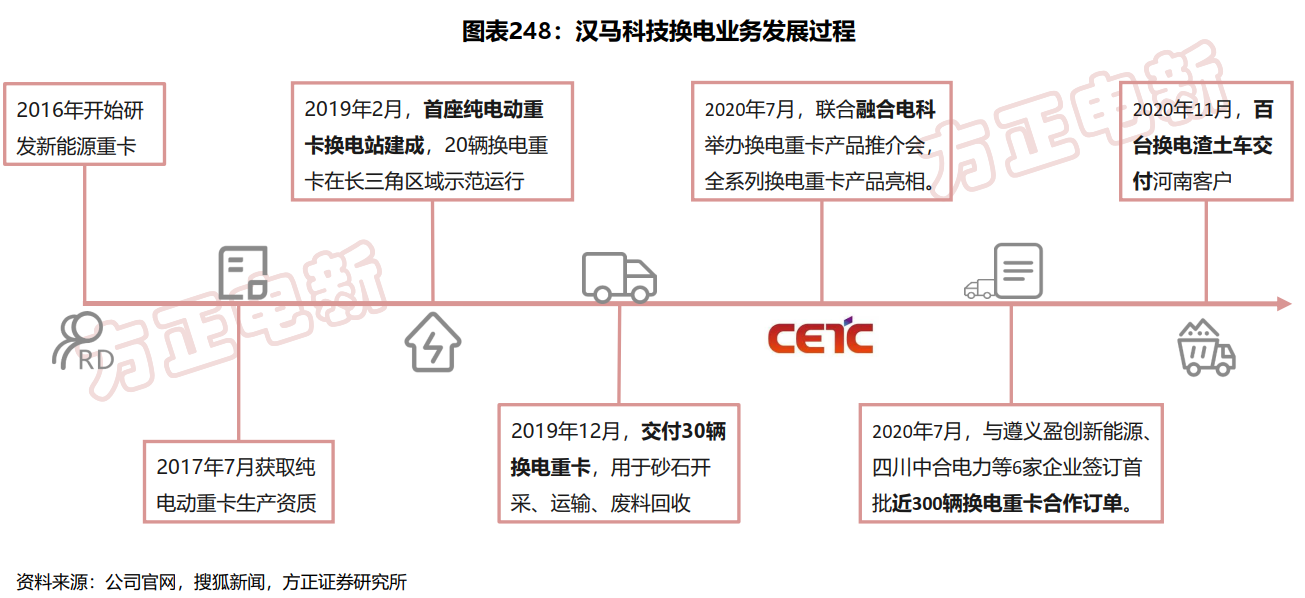 图表248：汉马科技换电业务发展过程
2016年开始研
发新能源重卡
2019年2月，首座纯电动重
卡换电站建成，20辆换电重
卡在长三角区域示范运行
2020年7月，联合融合电科
举办换电重卡产品推介会，
全系列换电重卡产品亮相。
2020年11月，百
台换电渣土车交
付河南客户
RD
CETC
2017年7月获取纯
电动重卡生产资质
2019年12月，交付30辆
换电重卡，用于砂石开
采、运输、废料回收
2020年7月，与遵义盈创新能源、
四川中合电力等6家企业签订首
批近300辆换电重卡合作订单。
资料来源：公司官网，搜狐新闻，方正证券研究所
方正电新
方正电新